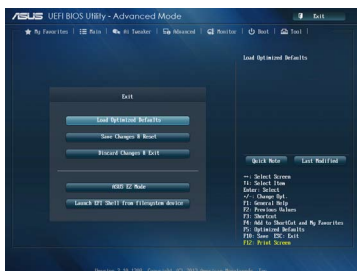 ASUS UEFI BIOS Utility - Advanced Mode
Exit
My Favorites Main Ai Tweaker Advanced Monitor Boot Tool
Load Optimized Defaults
Exit
Load Optimized Defaults
Save Changes & Reset
Discard Changes & Exit
ASUS EZ Mode
Launch EFI Shell from filesystem device
Quick Note
Last Modified
→←: Select Screen
↑↓: Select Item
Enter: Select
+/-: Change Opt.
F1: General Help
F2: Previous Values
F3: Shortcut
F4: Add to ShortCut and My Favorites
F5: Optimized Defaults
F10: Save ESC: Exit
F12: Print Screen